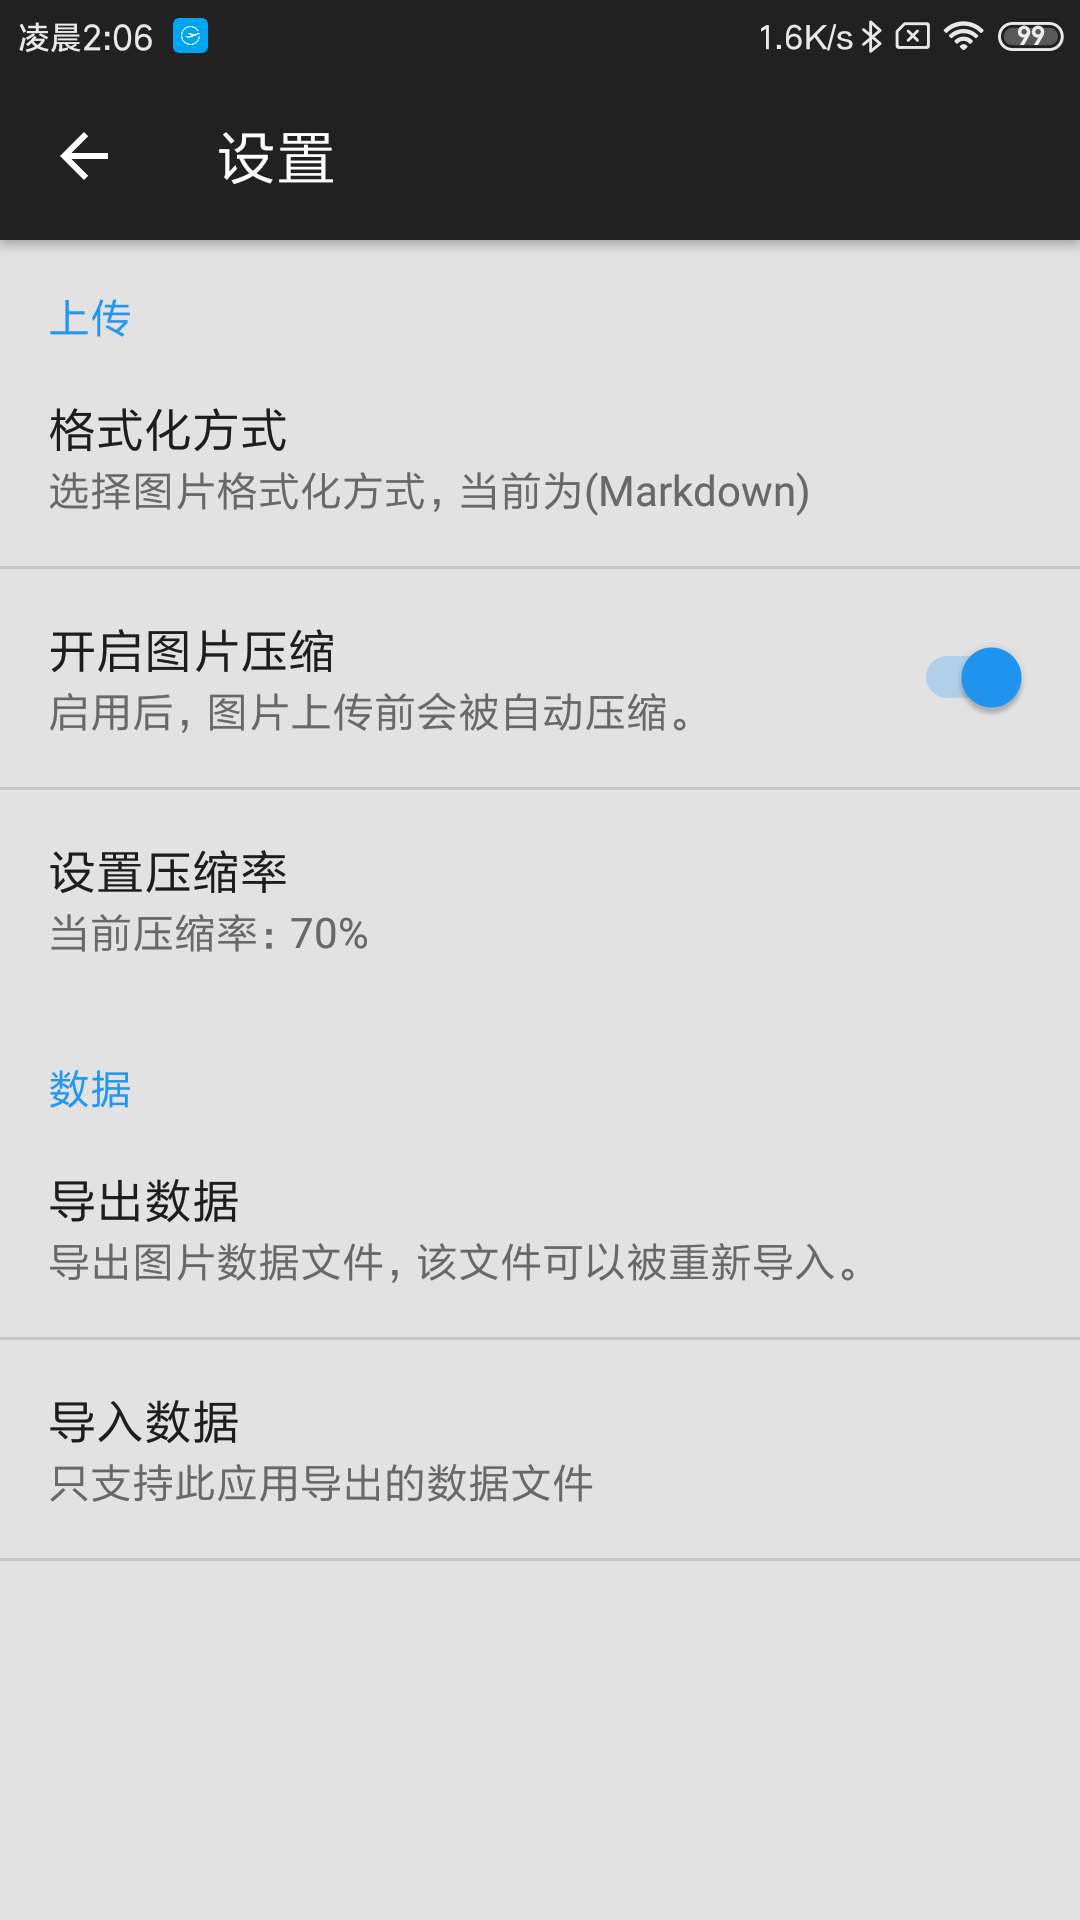 凌晨2:06 1.6K/s 99
设置
上传
格式化方式
选择图片格式化方式，当前为(Markdown)
开启图片压缩
启用后，图片上传前会被自动压缩。
设置压缩率
当前压缩率：70%
数据
导出数据
导出图片数据文件，该文件可以被重新导入。
导入数据
只支持此应用导出的数据文件